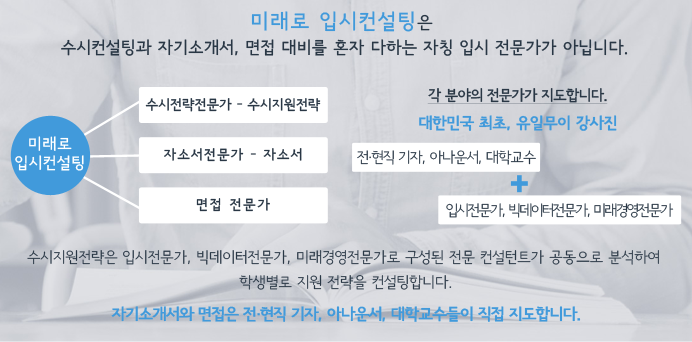 미래로 입시컨설팅은
수시컨설팅과 자기소개서, 면접 대비를 혼자 다하는 자칭 입시 전문가가 아닙니다.
미래로
입시컨설팅
수시전략전문가 - 수시지원전략
자소서전문가 - 자소서
면접 전문가
각 분야의 전문가가 지도합니다.
대한민국 최초, 유일무이 강사진
전·현직 기자, 아나운서, 대학교수
+
입시전문가, 빅데이터전문가, 미래경영전문가
수시지원전략은 입시전문가, 빅데이터전문가, 미래경영전문가로 구성된 전문 컨설턴트가 공동으로 분석하여
학생별로 지원 전략을 컨설팅합니다.
자기소개서와 면접은 전·현직 기자, 아나운서, 대학교수들이 직접 지도합니다.